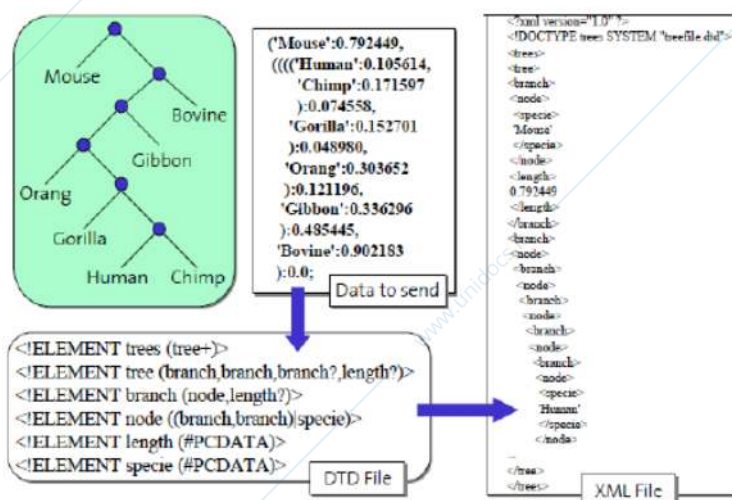 Mouse
Bovine
Gibbon
Orang
Gorilla
Human Chimp
('Mouse':0.792449,
(((('Human':0.105614,
'Chimp':0.171597
):0.074558,
'Gorilla':0.152701
):0.048980,
'Orang':0.303652
):0.121196,
'Gibbon':0.336296
):0.485445,
'Bovine':0.902183
):0.0;
Data to send
<!ELEMENT trees (tree+)>
<!ELEMENT tree (branch,branch,branch?,length?)>
<!ELEMENT branch (node,length?)>
<!ELEMENT node ((branch,branch)|specie)>
<!ELEMENT length (#PCDATA)>
<!ELEMENT specie (#PCDATA)>
DTD File
<?xml version="1.0" ?>
<!DOCTYPE trees SYSTEM "treefile.dtd">
<trees>
<tree>
<branch>
<node>
<specie>
'Mouse'
</specie>
</node>
<length>
0.792449
</length>
</branch>
<branch>
<node>
<branch>
<node>
<branch>
<node>
<branch>
<node>
<branch>
<node>
<specie>
'Human'
</specie>
</node>
...
</tree>
</trees>
XML File
www.unidocs